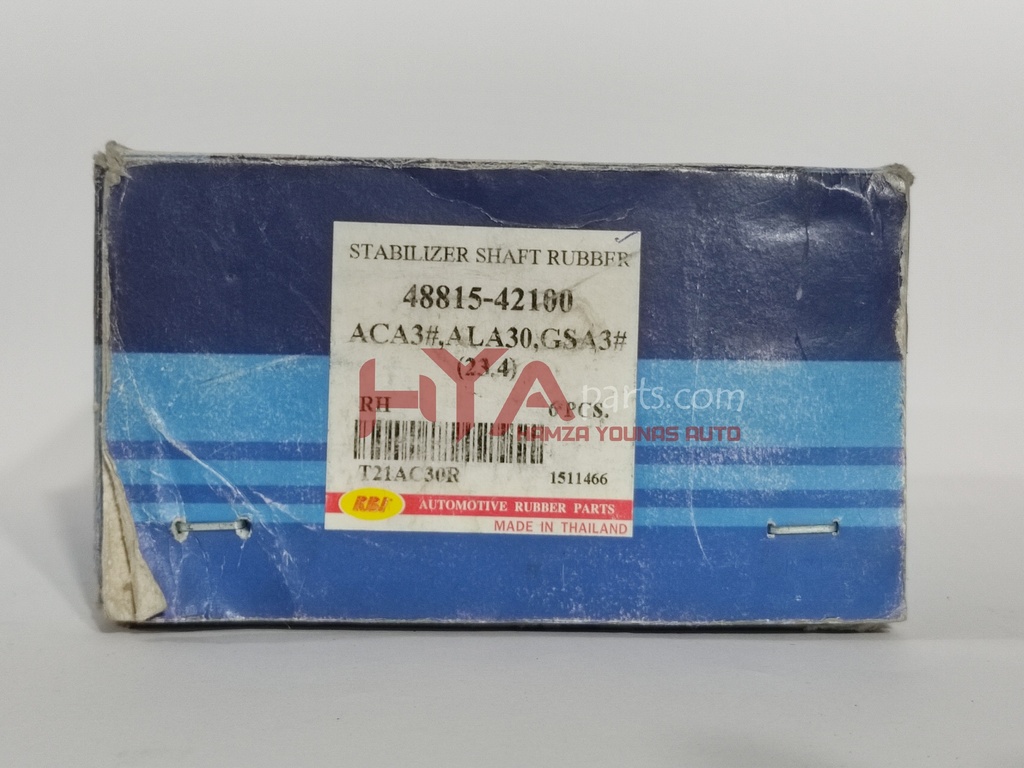 STABILIZER SHAFT RUBBER
48815-42100
ACA3#,ALA30,GSA3#
(23.4)
HYAparts.com
RH 6 PCS.
HAMZA YOUNAS AUTO
T21AC30R 1511466
RBI AUTOMOTIVE RUBBER PARTS
MADE IN THAILAND